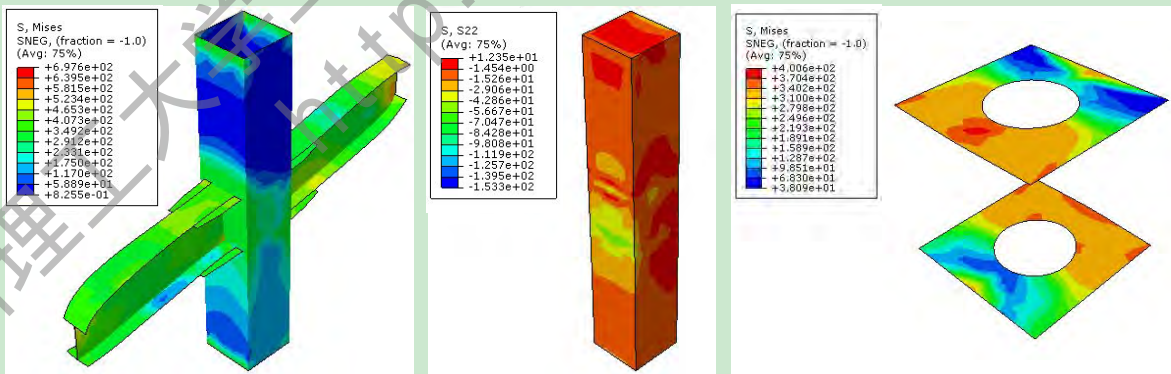 S, Mises
SNEG, (fraction = -1.0)
(Avg: 75%)
+6.976e+02
+6.395e+02
+5.815e+02
+5.234e+02
+4.653e+02
+4.073e+02
+3.492e+02
+2.912e+02
+2.331e+02
+1.750e+02
+1.170e+02
+5.889e+01
+8.255e-01
S, S22
(Avg: 75%)
+1.235e+01
-1.454e+00
-1.526e+01
-2.906e+01
-4.286e+01
-5.667e+01
-7.047e+01
-8.428e+01
-9.808e+01
-1.119e+02
-1.257e+02
-1.395e+02
-1.533e+02
S, Mises
SNEG, (fraction = -1.0)
(Avg: 75%)
+4.006e+02
+3.704e+02
+3.402e+02
+3.100e+02
+2.798e+02
+2.496e+02
+2.193e+02
+1.891e+02
+1.589e+02
+1.287e+02
+9.851e+01
+6.830e+01
+3.809e+01
理工大学
http: